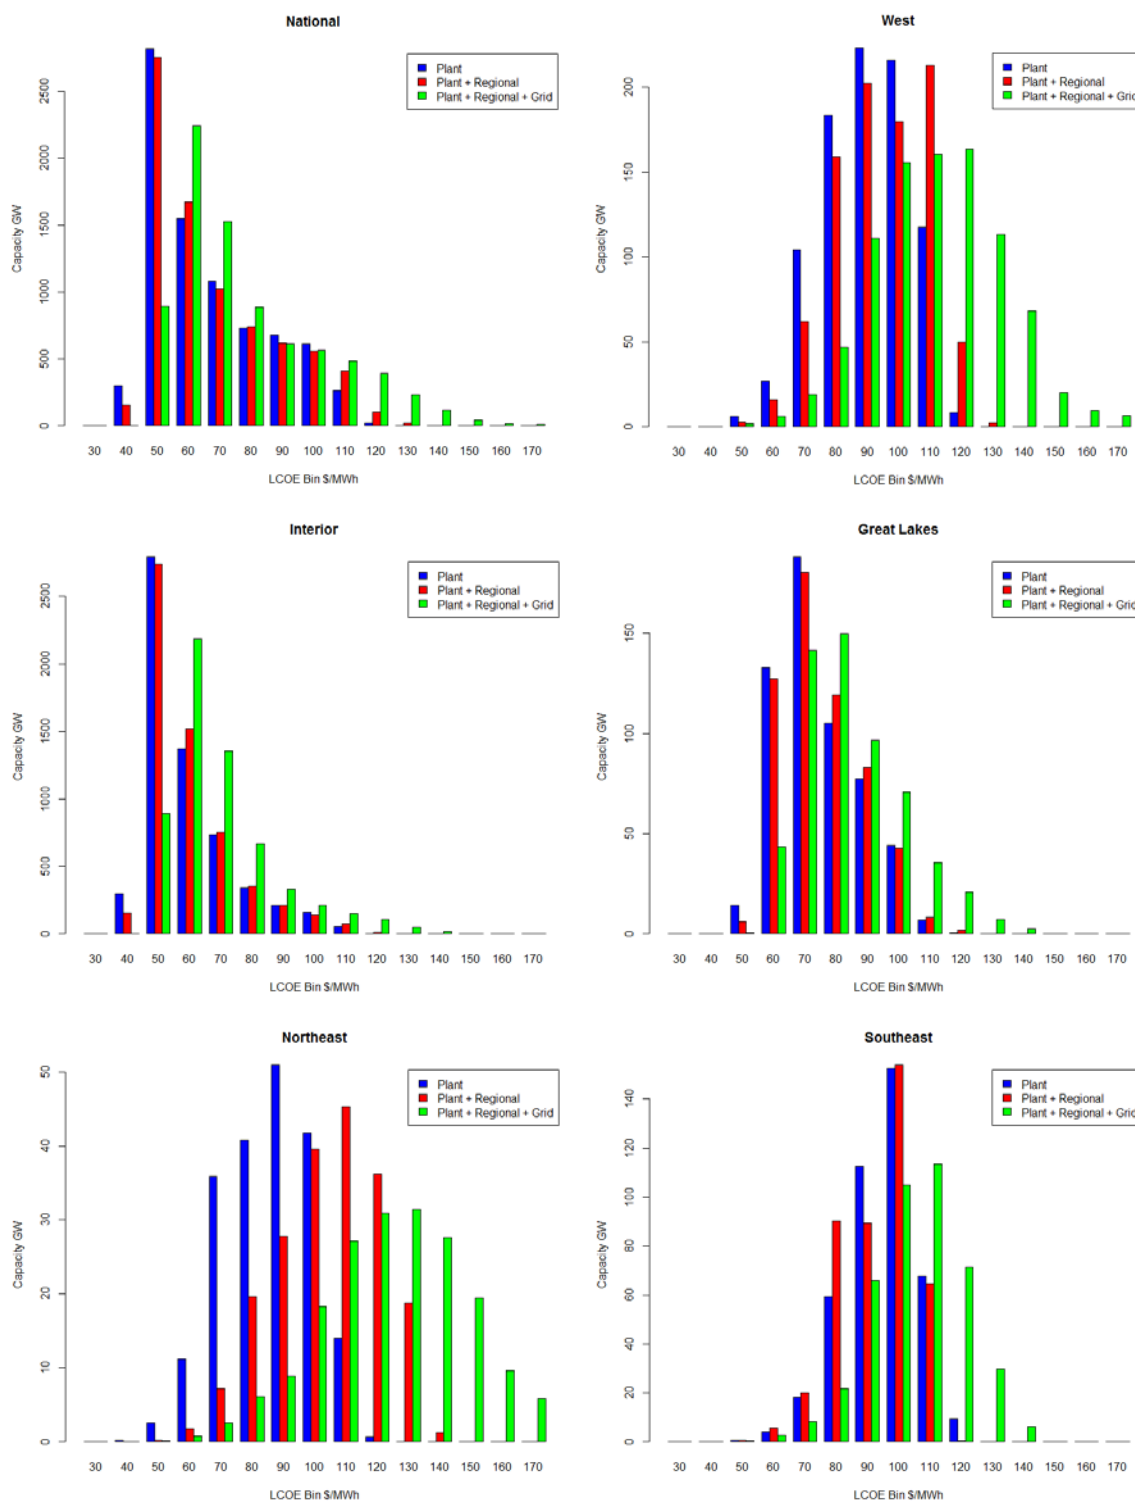 National
Plant
Plant + Regional
Plant + Regional + Grid
Capacity GW
0 500 1000 1500 2000 2500
30 40 50 60 70 80 90 100 110 120 130 140 150 160 170
LCOE Bin $/MWh
West
Plant
Plant + Regional
Plant + Regional + Grid
Capacity GW
0 50 100 150 200
30 40 50 60 70 80 90 100 110 120 130 140 150 160 170
LCOE Bin $/MWh
Interior
Plant
Plant + Regional
Plant + Regional + Grid
Capacity GW
0 500 1000 1500 2000 2500
30 40 50 60 70 80 90 100 110 120 130 140 150 160 170
LCOE Bin $/MWh
Great Lakes
Plant
Plant + Regional
Plant + Regional + Grid
Capacity GW
0 50 100 150
30 40 50 60 70 80 90 100 110 120 130 140 150 160 170
LCOE Bin $/MWh
Northeast
Plant
Plant + Regional
Plant + Regional + Grid
Capacity GW
0 10 20 30 40 50
30 40 50 60 70 80 90 100 110 120 130 140 150 160 170
LCOE Bin $/MWh
Southeast
Plant
Plant + Regional
Plant + Regional + Grid
Capacity GW
0 20 40 60 80 100 120 140
30 40 50 60 70 80 90 100 110 120 130 140 150 160 170
LCOE Bin $/MWh